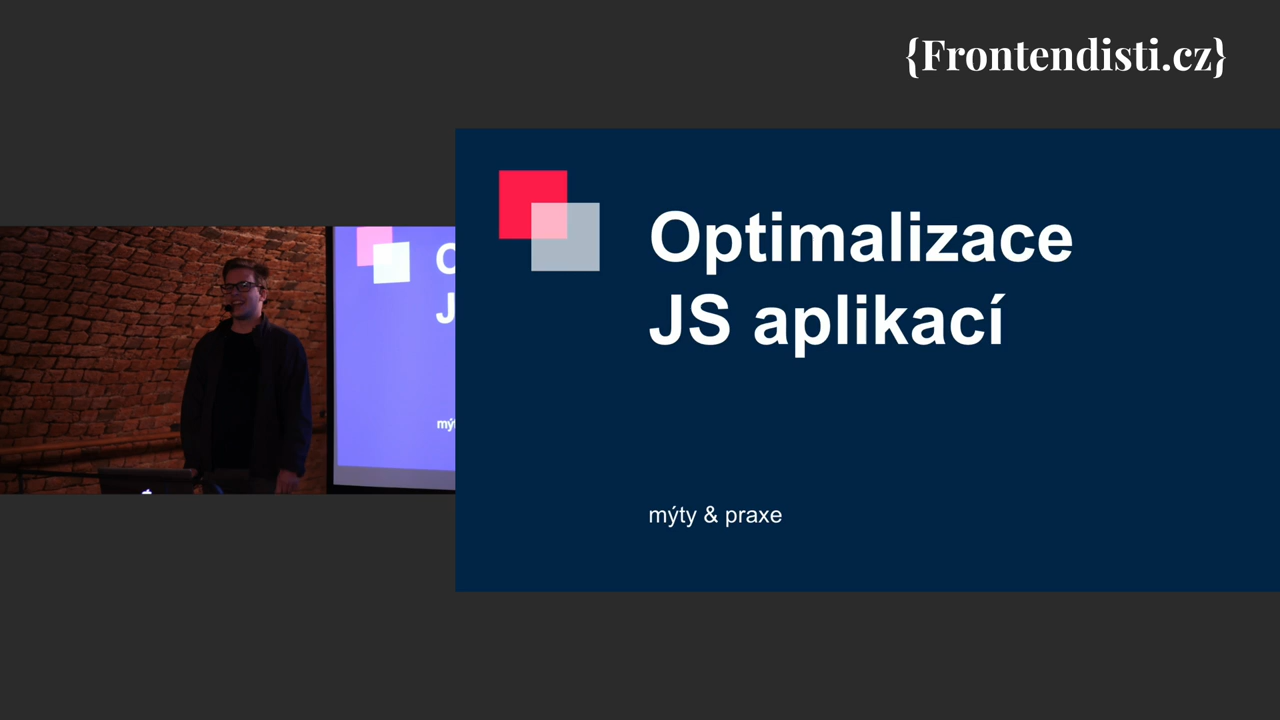 {Frontendisti.cz}
Optimalizace
JS aplikací
mýty & praxe